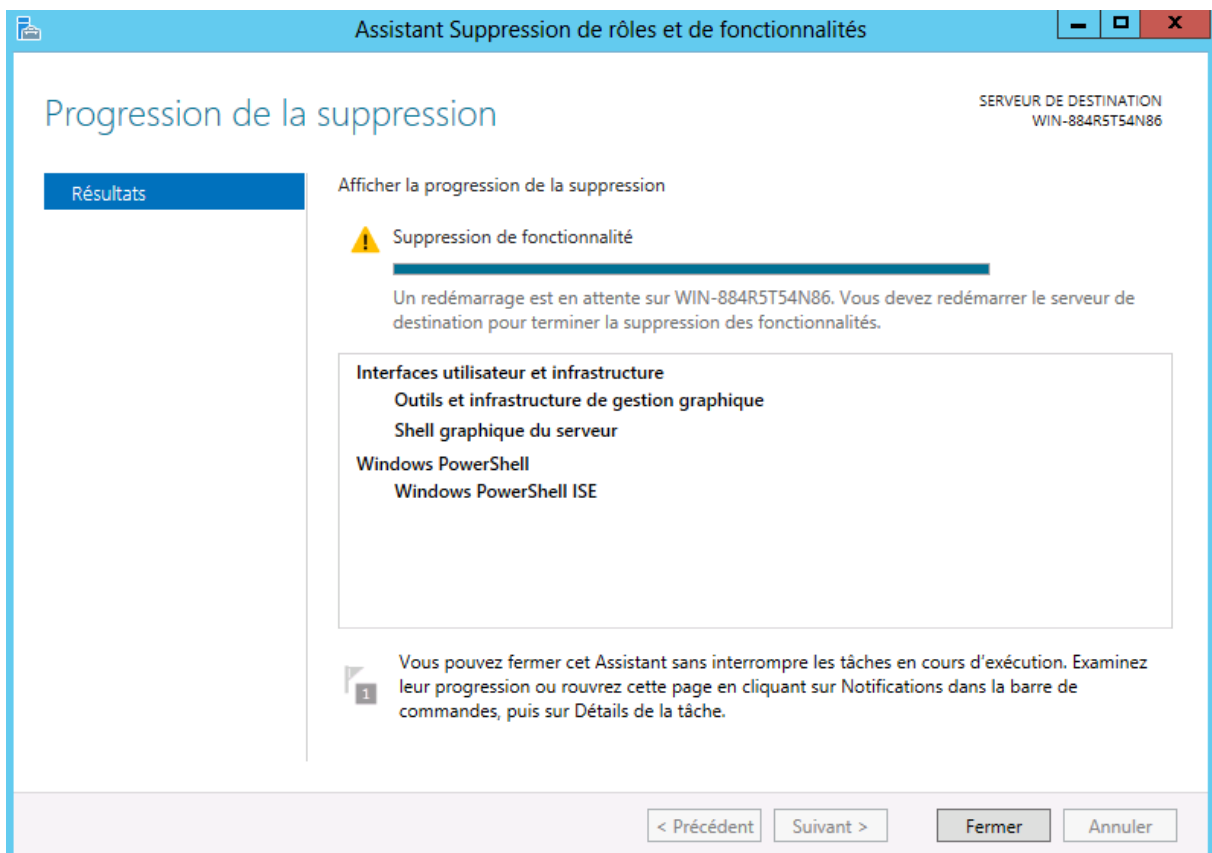 Assistant Suppression de rôles et de fonctionnalités
Progression de la suppression
SERVEUR DE DESTINATION
WIN-884R5T54N86
Résultats
Afficher la progression de la suppression
Suppression de fonctionnalité
Un redémarrage est en attente sur WIN-884R5T54N86. Vous devez redémarrer le serveur de
destination pour terminer la suppression des fonctionnalités.
Interfaces utilisateur et infrastructure
Outils et infrastructure de gestion graphique
Shell graphique du serveur
Windows PowerShell
Windows PowerShell ISE
1
Vous pouvez fermer cet Assistant sans interrompre les tâches en cours d'exécution. Examinez
leur progression ou rouvrez cette page en cliquant sur Notifications dans la barre de
commandes, puis sur Détails de la tâche.
< Précédent Suivant > Fermer Annuler